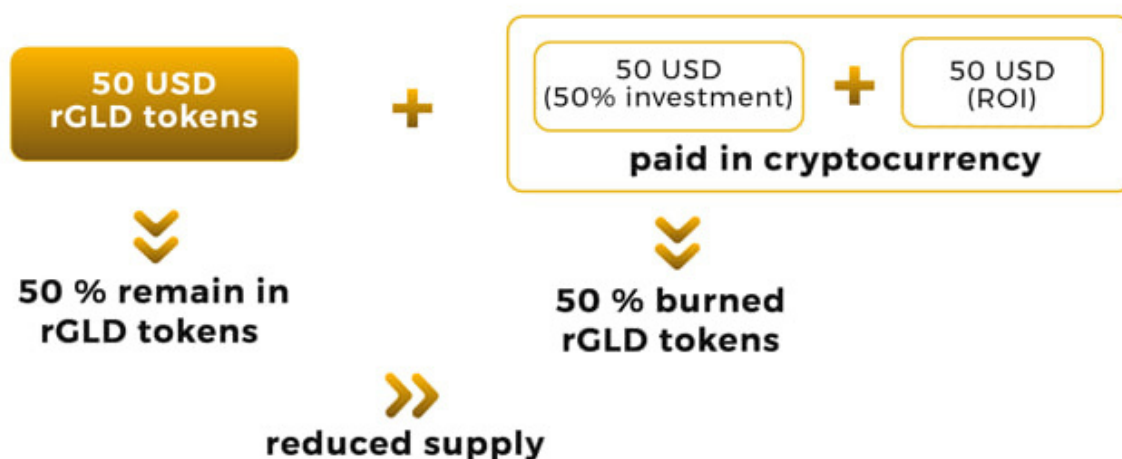 50 USD
rGLD tokens
+
50 USD
(50% investment)
+
50 USD
(ROI)
paid in cryptocurrency
50 % remain in
rGLD tokens
50 % burned
rGLD tokens
reduced supply